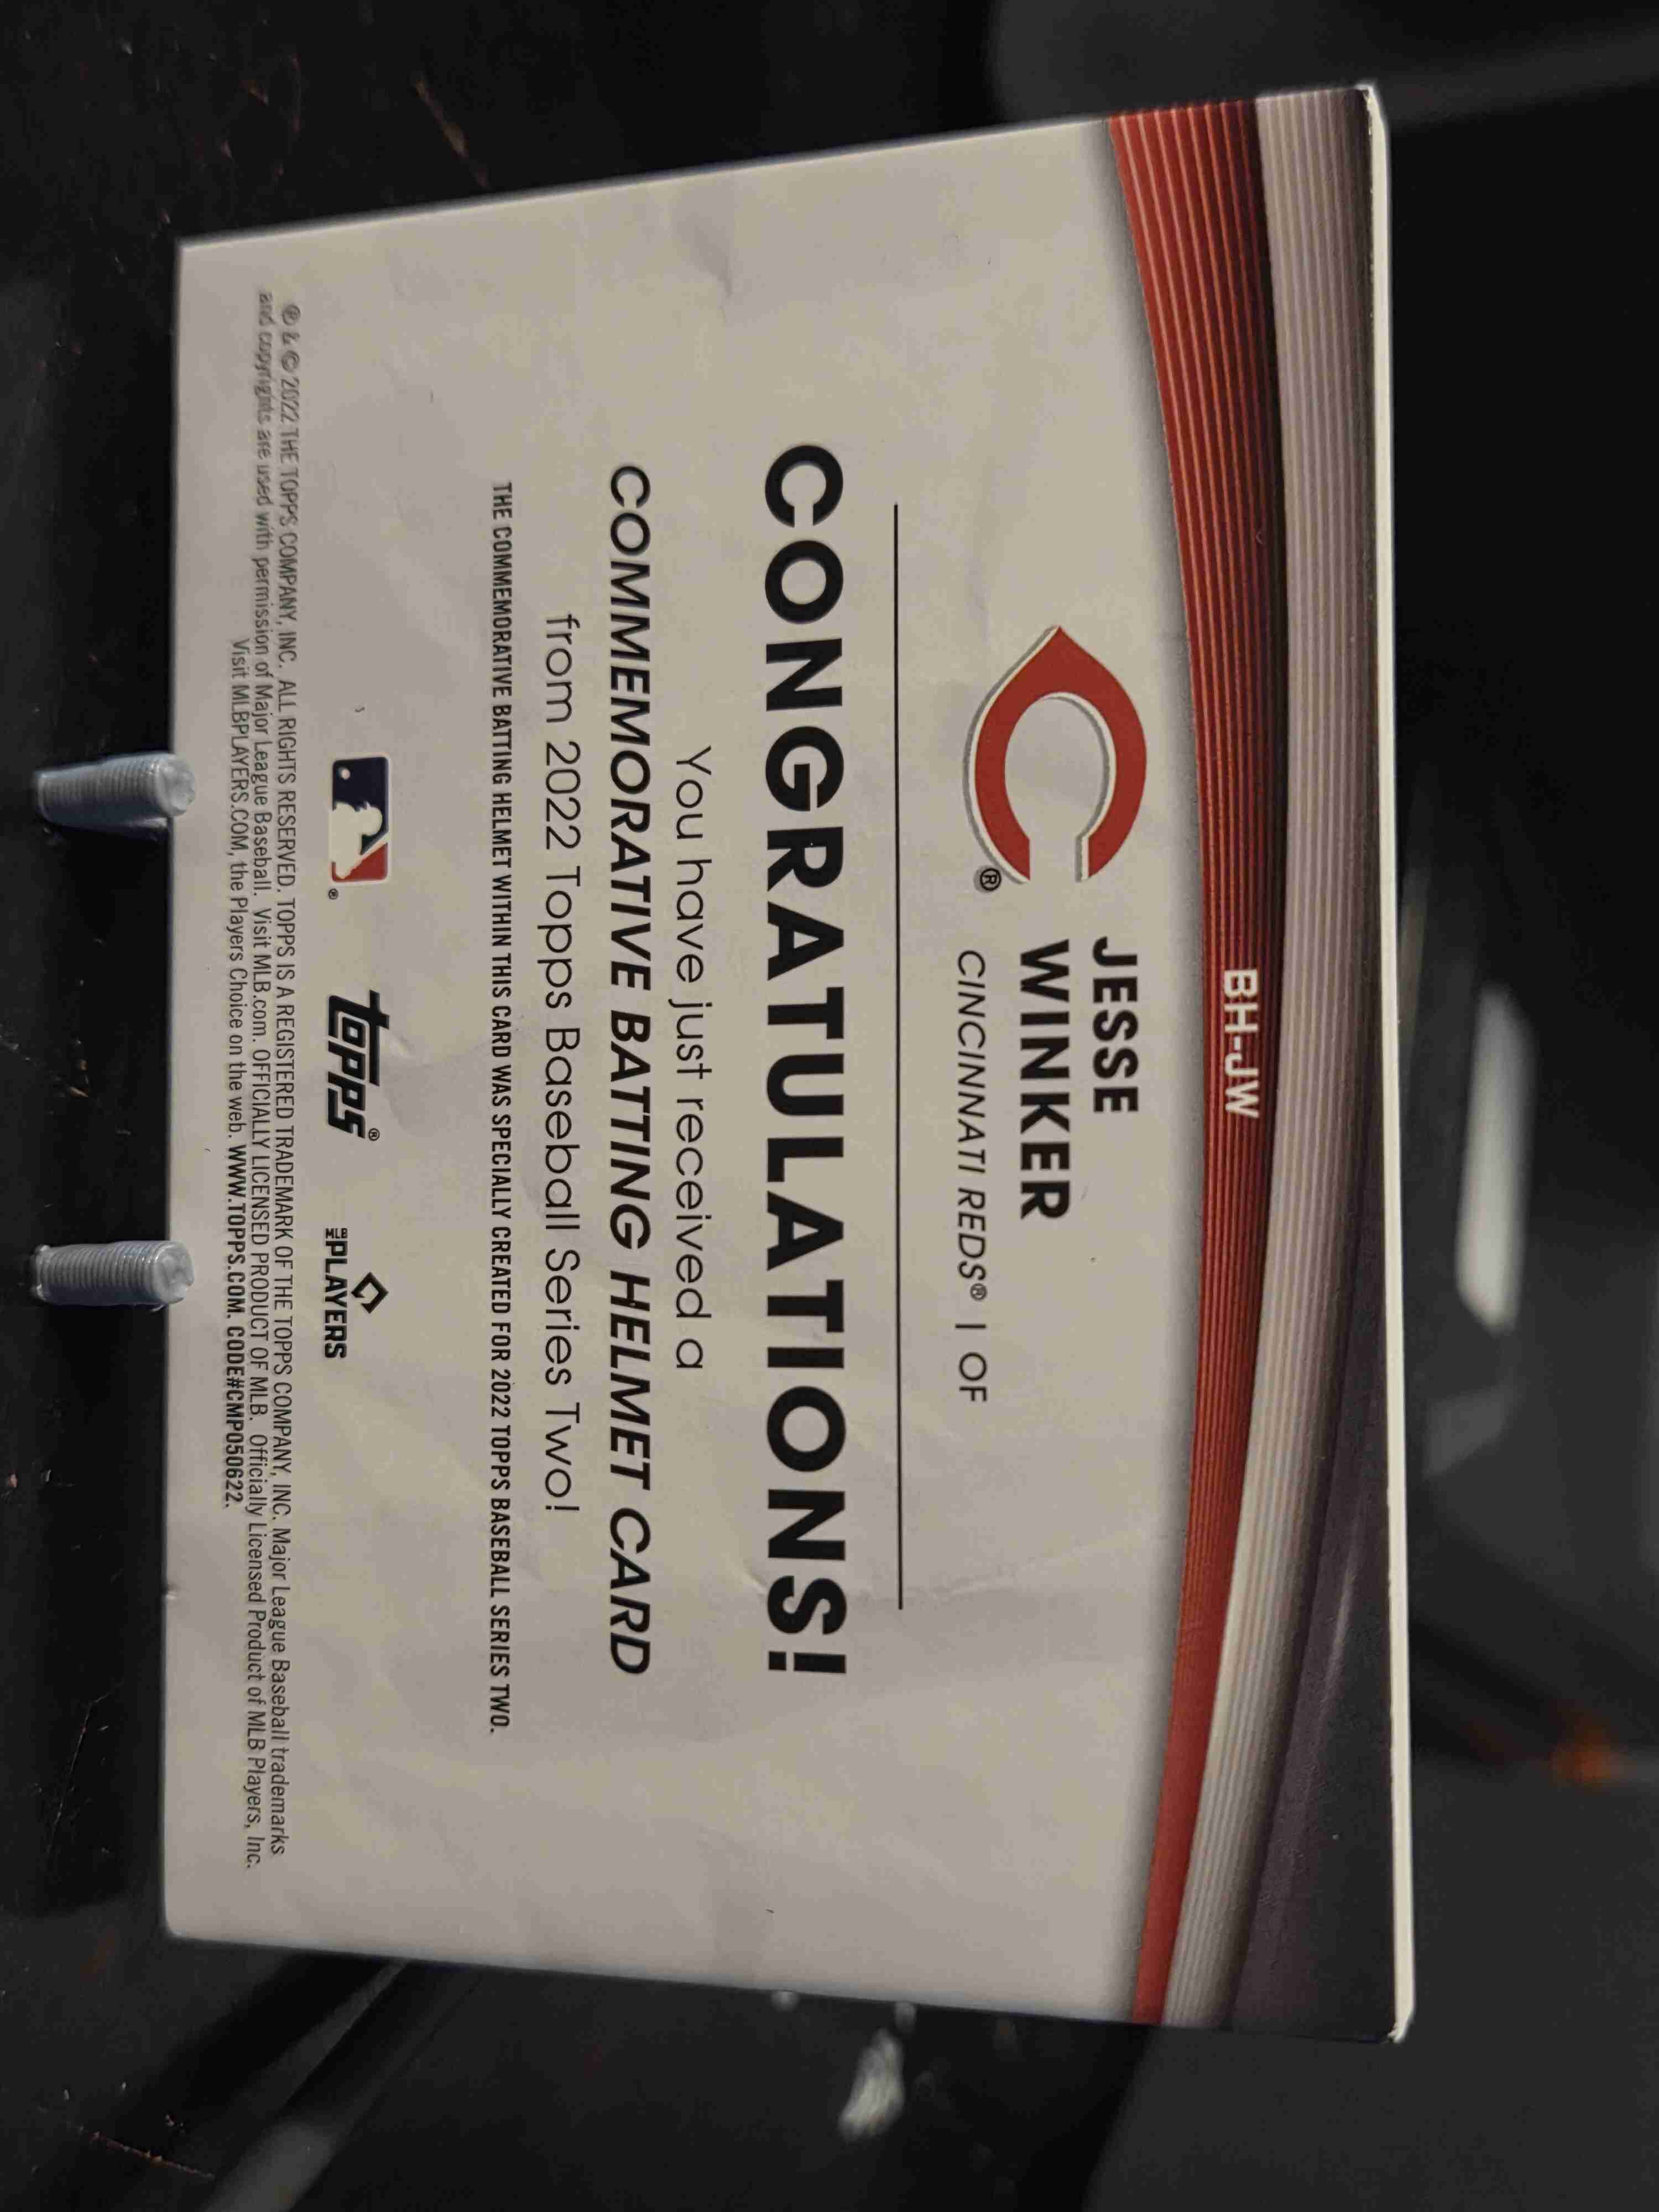 BH-JW
JESSE
WINKER
CINCINNATI REDS® | OF
®
CONGRATULATIONS!
You have just received a
COMMEMORATIVE BATTING HELMET CARD
from 2022 Topps Baseball Series Two!
THE COMMEMORATIVE BATTING HELMET WITHIN THIS CARD WAS SPECIALLY CREATED FOR 2022 TOPPS BASEBALL SERIES TWO.
® topps® MLB PLAYERS
® & © 2022 THE TOPPS COMPANY, INC. ALL RIGHTS RESERVED. TOPPS IS A REGISTERED TRADEMARK OF THE TOPPS COMPANY, INC. Major League Baseball trademarks
and copyrights are used with permission of Major League Baseball. Visit MLB.com. OFFICIALLY LICENSED PRODUCT OF MLB. Officially Licensed Product of MLB Players, Inc.
Visit MLBPLAYERS.COM, the Players Choice on the web. WWW.TOPPS.COM. CODE#CMP050622.